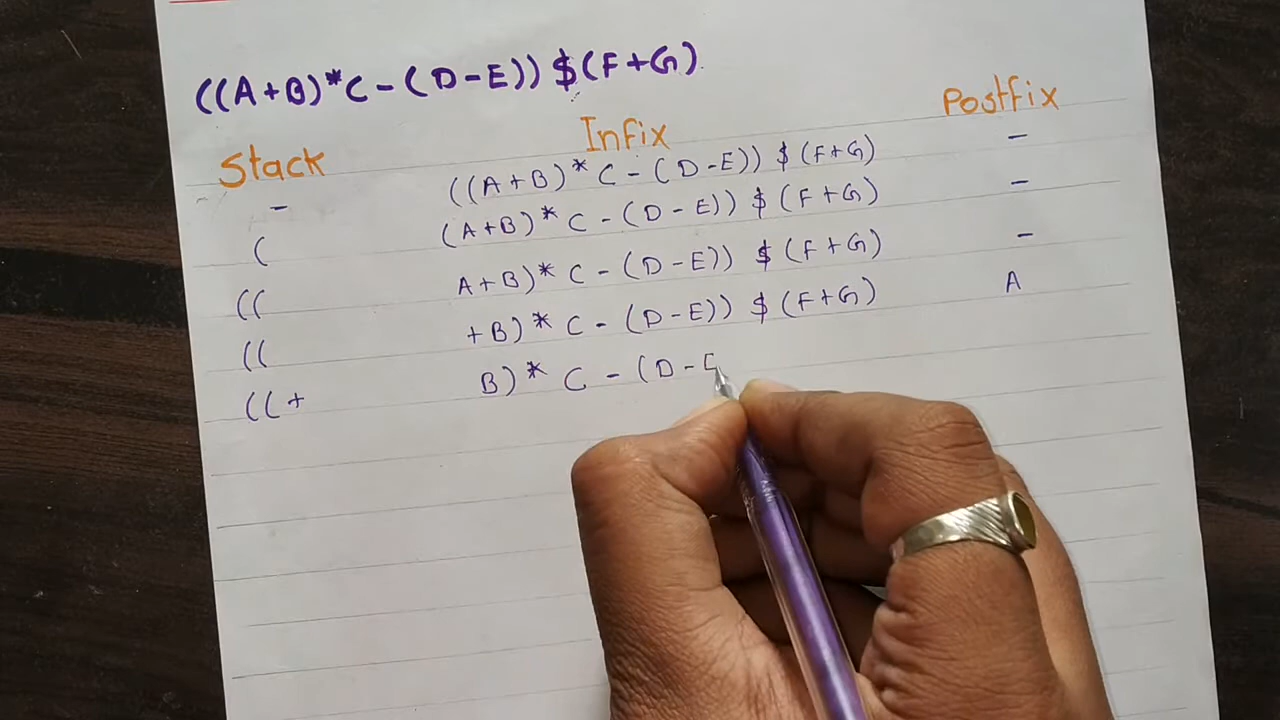 ((A+B)*C-(D-E))$(F+G)
Stack Infix Postfix
- ((A+B)*C-(D-E))$(F+G) -
( (A+B)*C-(D-E))$(F+G) -
(( A+B)*C-(D-E))$(F+G) -
(( +B)*C-(D-E))$(F+G) A
((+ B)*C-(D-